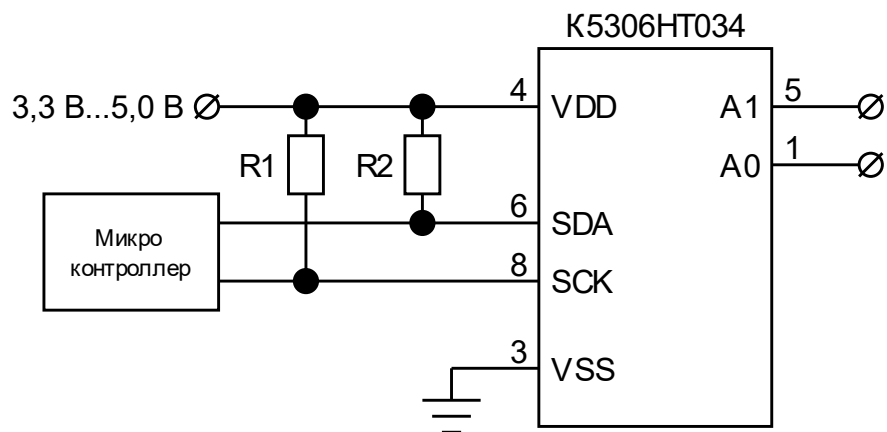 К5306НТ034
3,3 В...5,0 В
4
VDD
A1
5
R1
R2
A0
1
Микро
контроллер
6
SDA
8
SCK
3
VSS